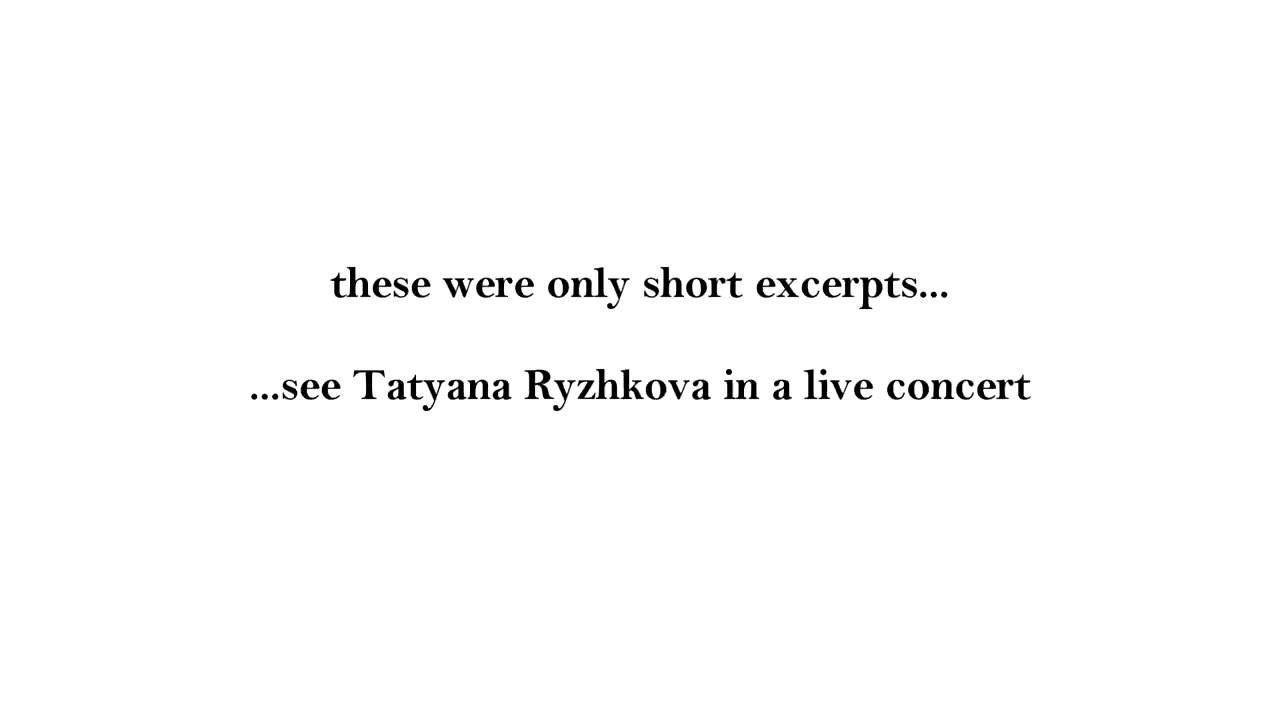 these were only short excerpts...
...see Tatyana Ryzhkova in a live concert